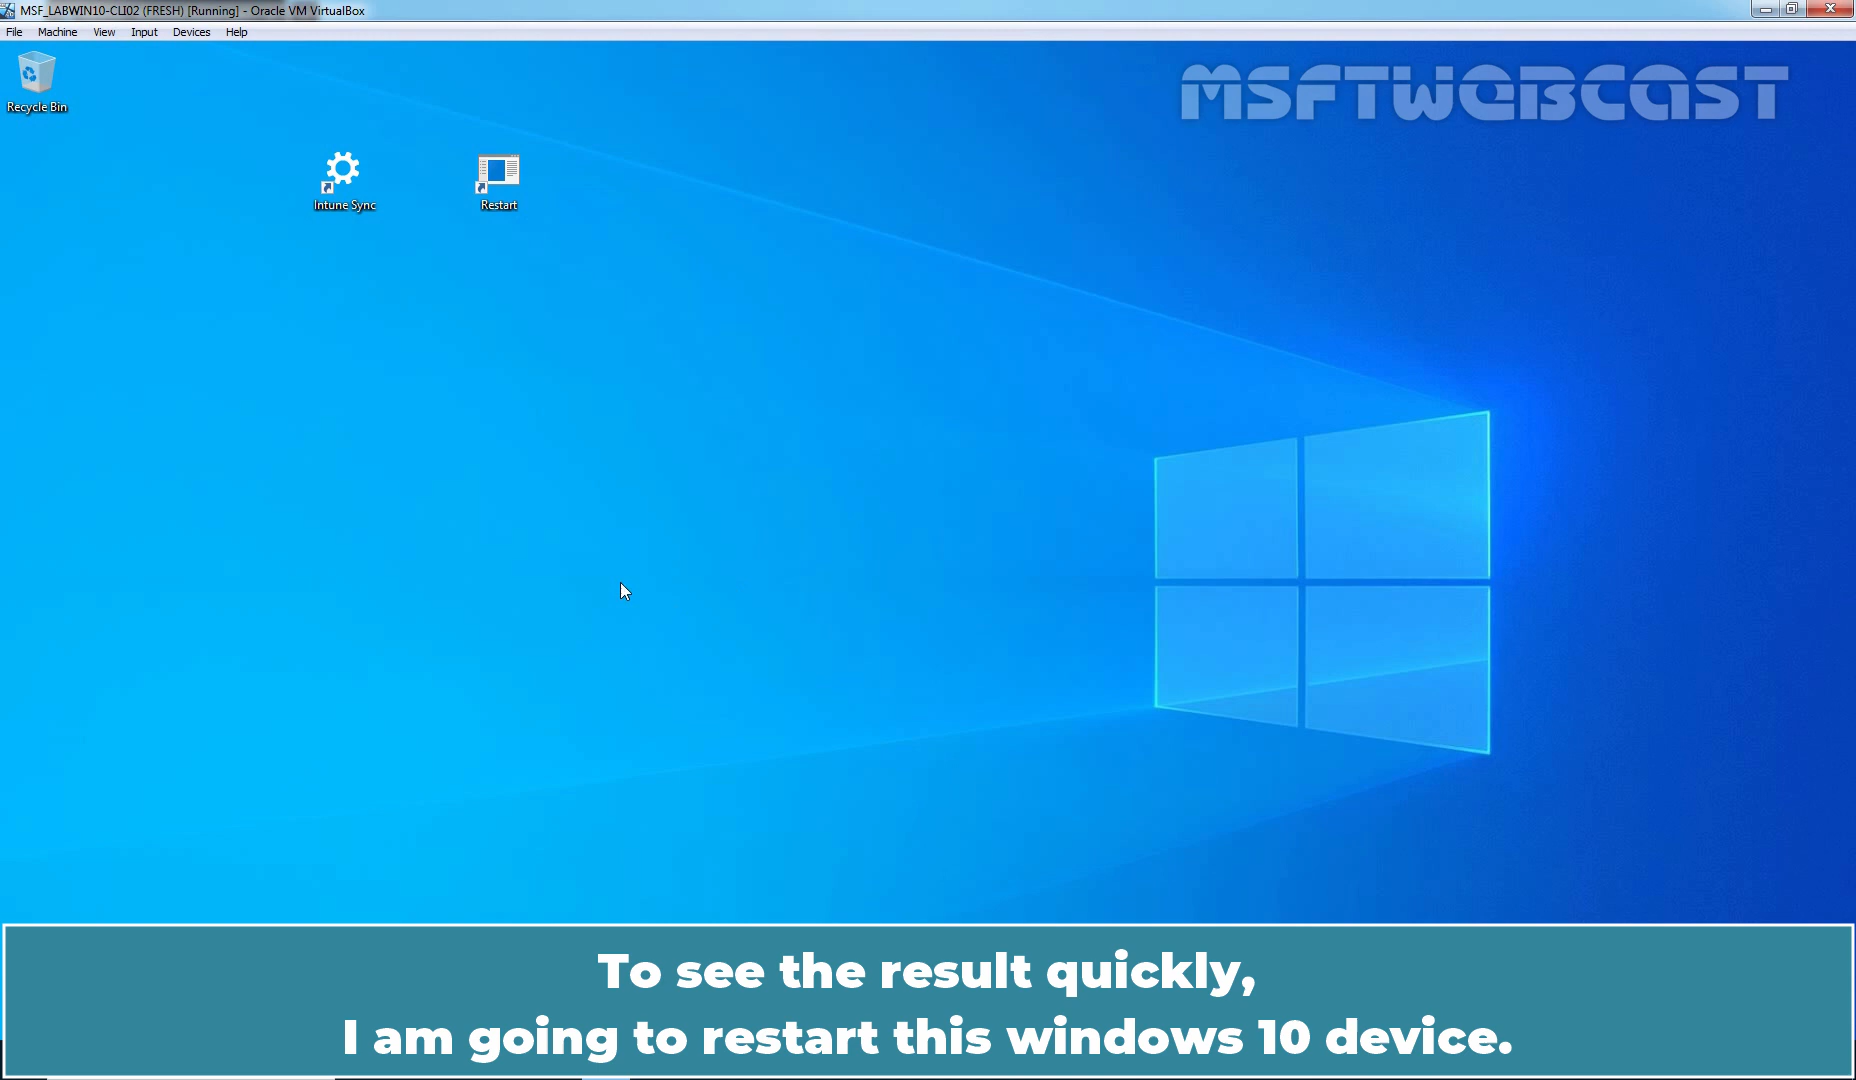 MSF_LABWIN10-CLI02 (FRESH) [Running] - Oracle VM VirtualBox
File Machine View Input Devices Help
MSFTWEBCAST
Recycle Bin
Intune Sync
Restart
To see the result quickly,
I am going to restart this windows 10 device.